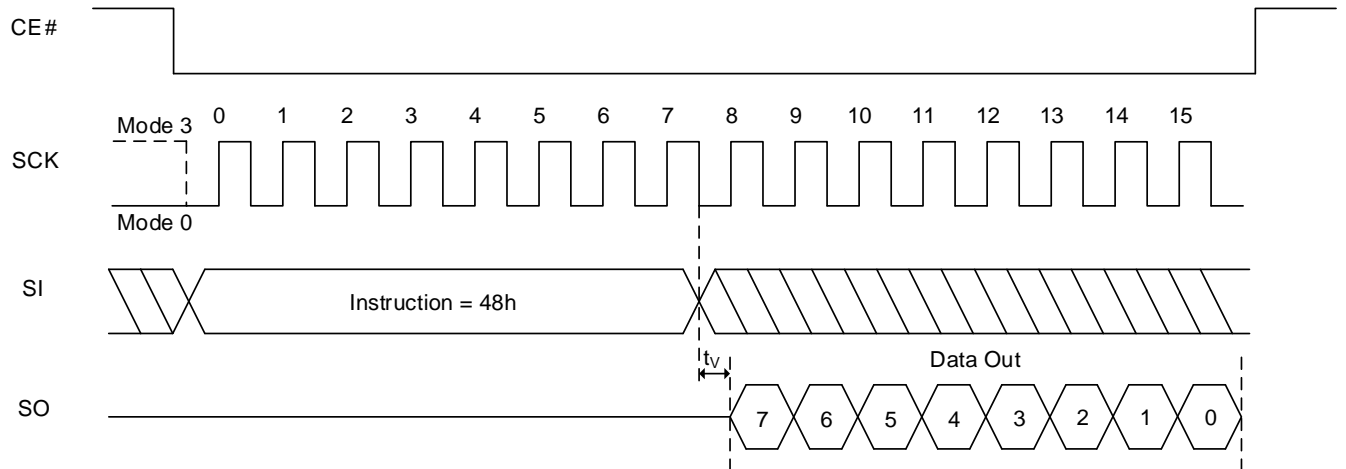 CE#
Mode 3
0 1 2 3 4 5 6 7 8 9 10 11 12 13 14 15
SCK
Mode 0
SI
Instruction = 48h
tV
Data Out
SO
7 6 5 4 3 2 1 0